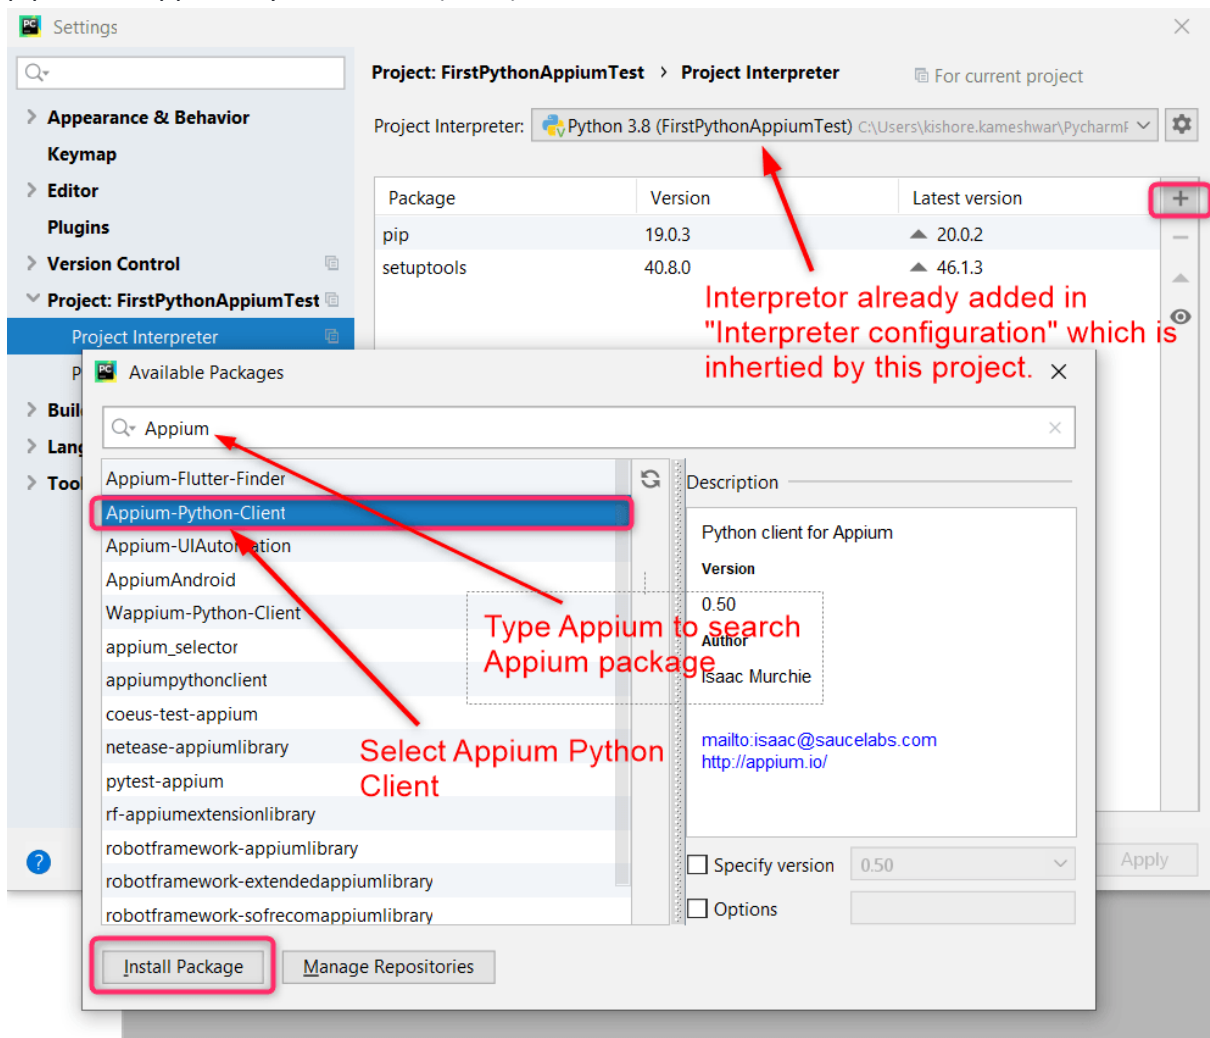 Settings
Project: FirstPythonAppiumTest › Project Interpreter
For current project
Appearance & Behavior
Keymap
Editor
Plugins
Version Control
Project: FirstPythonAppiumTest
Project Interpreter
Project Interpreter: Python 3.8 (FirstPythonAppiumTest) C:\Users\kishore.kameshwar\Pycharm
Package Version Latest version
pip 19.0.3 20.0.2
setuptools 40.8.0 46.1.3
Interpretor already added in
"Interpreter configuration" which is
inhertied by this project.
P
Buil
Lang
Tool
Available Packages
Appium
Appium-Flutter-Finder
Appium-Python-Client
Appium-UIAutomation
AppiumAndroid
Wappium-Python-Client
appium_selector
appiumpythonclient
coeus-test-appium
netease-appiumlibrary
pytest-appium
rf-appiumextensionlibrary
robotframework-appiumlibrary
robotframework-extendedappiumlibrary
robotframework-sofrecomappiumlibrary
Type Appium to search
Appium package
Select Appium Python
Client
Description
Python client for Appium
Version
0.50
Author
Isaac Murchie
mailto:isaac@saucelabs.com
http://appium.io/
Specify version 0.50
Options
Install Package Manage Repositories
Apply